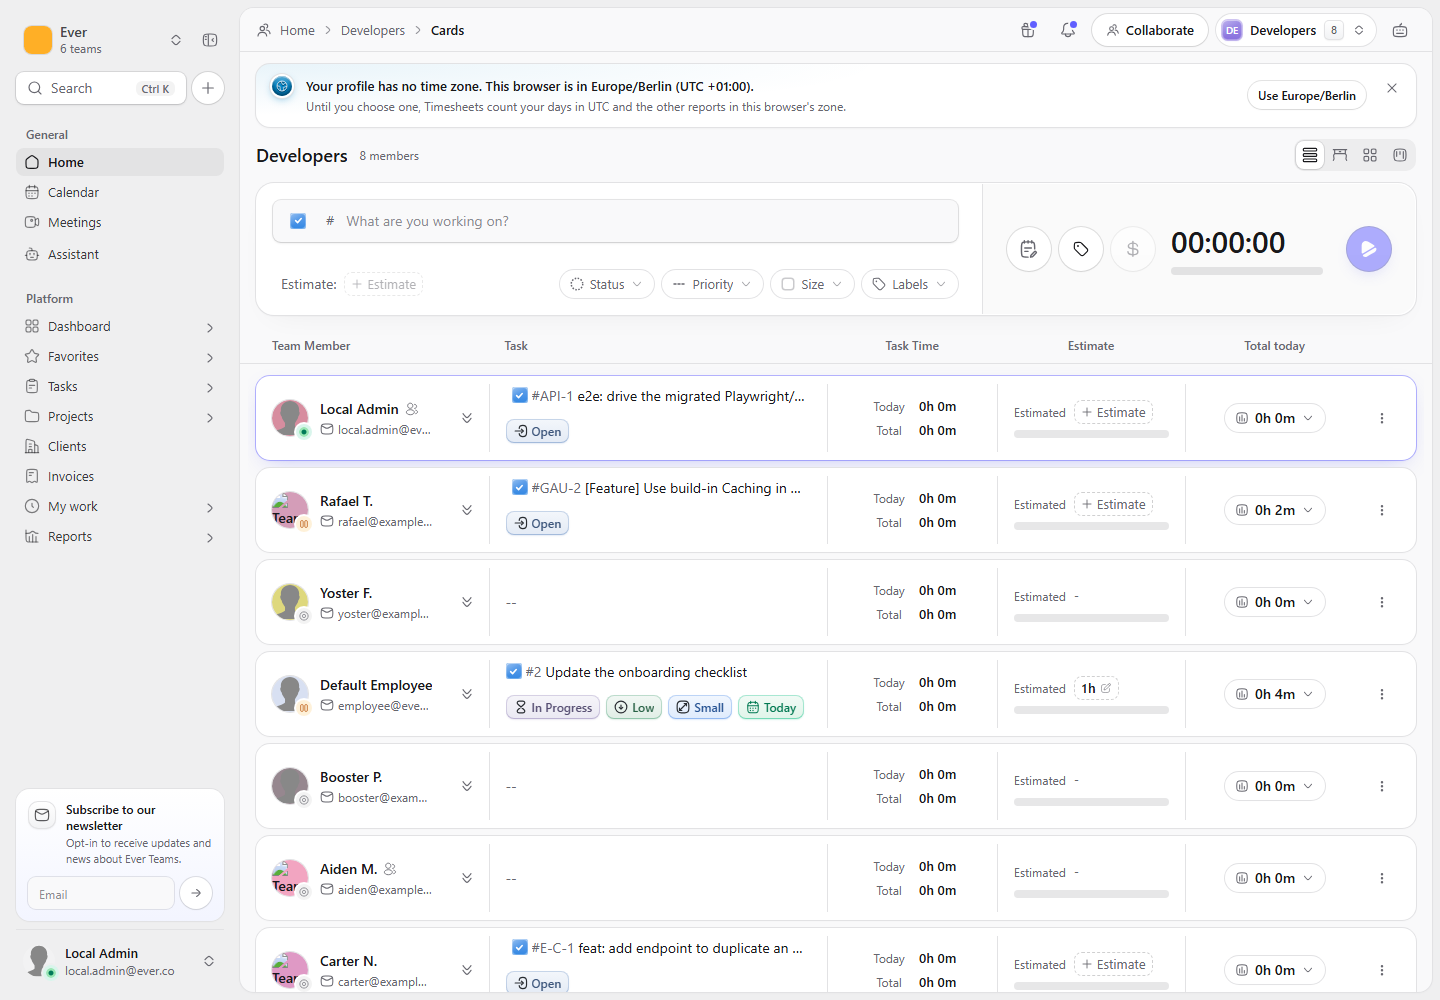 Ever
6 teams
Search
Ctrl K
General
Home
Calendar
Meetings
Assistant
Platform
Dashboard
Favorites
Tasks
Projects
Clients
Invoices
My work
Reports
Subscribe to our
newsletter
Opt-in to receive updates and
news about Ever Teams.
Email
Local Admin
local.admin@ever.co
Home
Developers
Cards
Collaborate
DE
Developers
8
Your profile has no time zone. This browser is in Europe/Berlin (UTC +01:00).
Until you choose one, Timesheets count your days in UTC and the other reports in this browser's zone.
Use Europe/Berlin
Developers
8 members
# What are you working on?
Estimate:
+ Estimate
Status
Priority
Size
Labels
$
00:00:00
Team Member
Task
Task Time
Estimate
Total today
Local Admin
local.admin@ev...
#API-1 e2e: drive the migrated Playwright/...
Open
Today 0h 0m
Total 0h 0m
Estimated + Estimate
0h 0m
Team
Rafael T.
rafael@example...
#GAU-2 [Feature] Use build-in Caching in ...
Open
Today 0h 0m
Total 0h 0m
Estimated + Estimate
0h 2m
Yoster F.
yoster@exampl...
--
Today 0h 0m
Total 0h 0m
Estimated -
0h 0m
Default Employee
employee@eve...
#2 Update the onboarding checklist
In Progress
Low
Small
Today
Today 0h 0m
Total 0h 0m
Estimated 1h
0h 4m
Booster P.
booster@exam...
--
Today 0h 0m
Total 0h 0m
Estimated -
0h 0m
Team
Aiden M.
aiden@example...
--
Today 0h 0m
Total 0h 0m
Estimated -
0h 0m
Team
Carter N.
carter@exampl...
#E-C-1 feat: add endpoint to duplicate an ...
Open
Today 0h 0m
Total 0h 0m
Estimated + Estimate
0h 0m